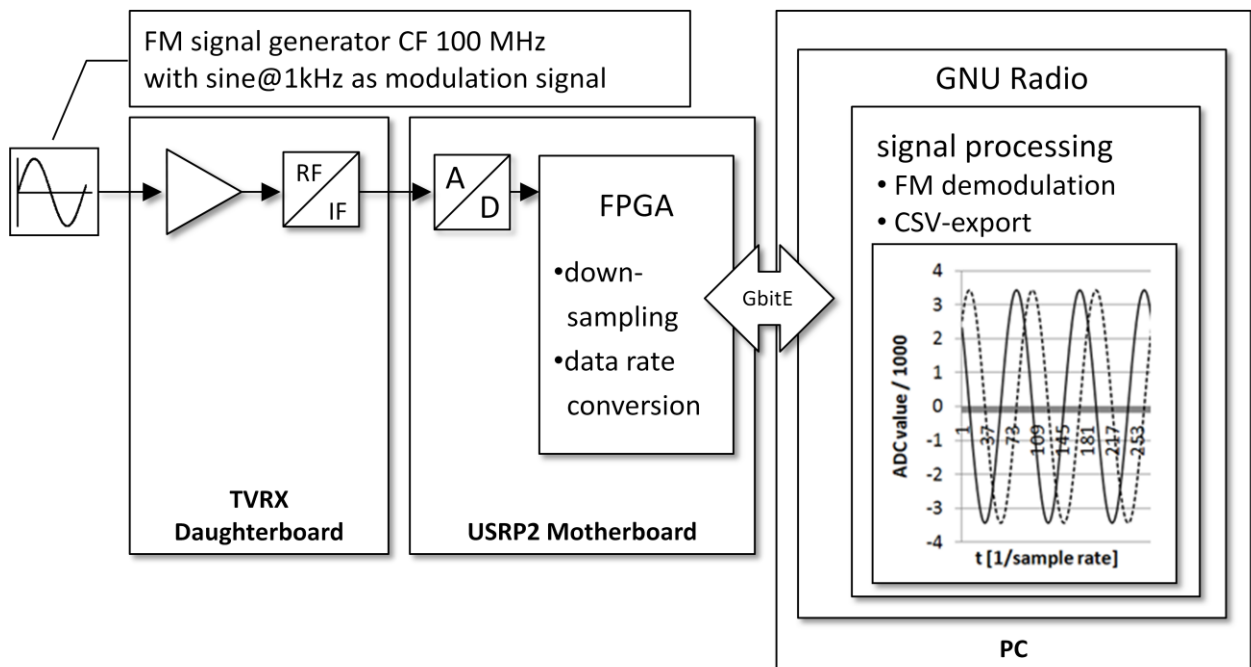 FM signal generator CF 100 MHz
with sine@1kHz as modulation signal
RF
IF
TVRX
Daughterboard
A
D
FPGA
•down-
sampling
•data rate
conversion
USRP2 Motherboard
GbitE
GNU Radio
signal processing
• FM demodulation
• CSV-export
ADCvalue / 1000
4
3
2
1
0
-1
-2
-3
-4
1
37
73
109
145
181
217
253
t [1/sample rate]
PC